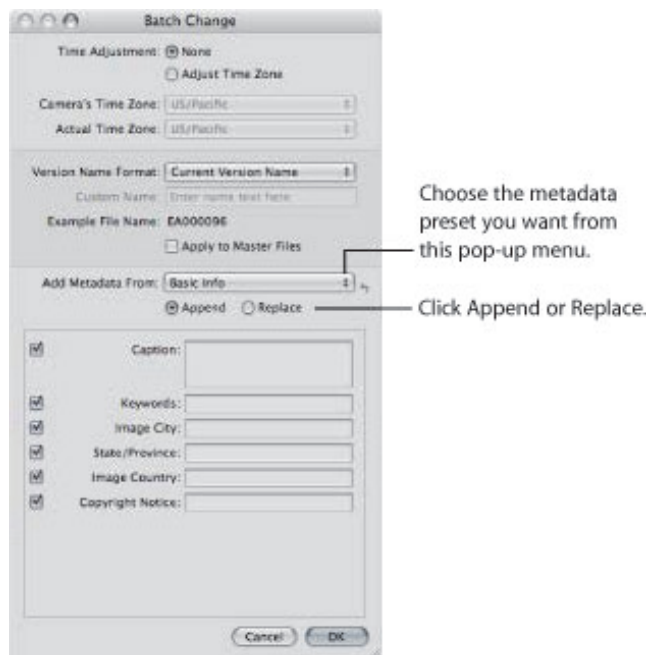 Batch Change
Time Adjustment: None
Adjust Time Zone
Camera's Time Zone: US/Pacific
Actual Time Zone: US/Pacific
Version Name Format: Current Version Name
Custom Name: Enter name text here
Example File Name: EA000096
Apply to Master Files
Add Metadata From: Basic Info
Append Replace
Caption:
Keywords:
Image City:
State/Province:
Image Country:
Copyright Notice:
Cancel OK
Choose the metadata
preset you want from
this pop-up menu.
Click Append or Replace.